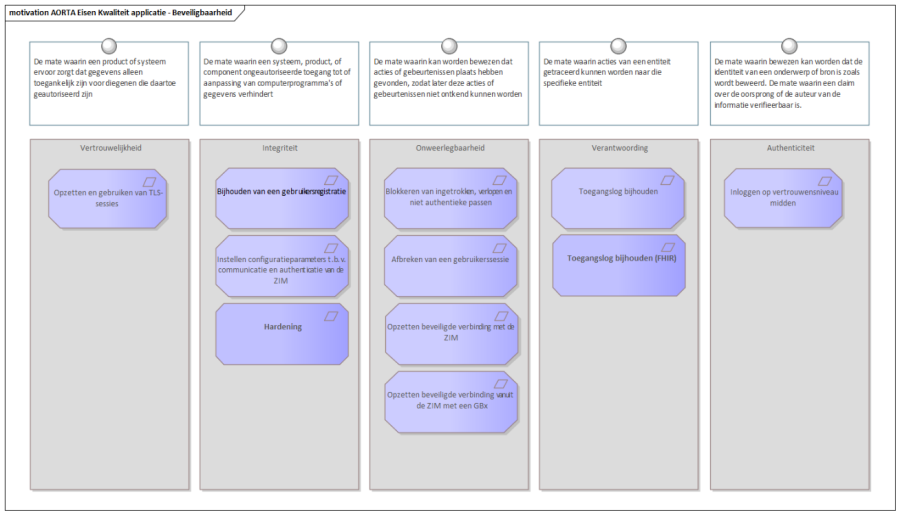 motivation AORTA Eisen Kwaliteit applicatie - Beveiligbaarheid
De mate waarin een product of systeem
ervoor zorgt dat gegevens alleen
toegankelijk zijn voor diegenen die daartoe
geautoriseerd zijn
De mate waarin een systeem, product, of
component ongeautoriseerde toegang tot of
aanpassing van computerprogramma's of
gegevens verhindert
De mate waarin kan worden bewezen dat
acties of gebeurtenissen plaats hebben
gevonden, zodat later deze acties of
gebeurtenissen niet ontkend kunnen worden
De mate waarin acties van een entiteit
getraceerd kunnen worden naar die
specifieke entiteit
De mate waarin bewezen kan worden dat de
identiteit van een onderwerp of bron is zoals
wordt beweerd. De mate waarin een claim
over de oorsprong of de auteur van de
informatie verifieerbaar is.
Vertrouwelijkheid
Opzetten en gebruiken van TLS-
sessies
Integriteit
Bijhouden van een gebruikersregistratie
Instellen configuratieparameters t.b.v.
communicatie en authenticatie van de
ZIM
Hardening
Onweerlegbaarheid
Blokkeren van ingetrokken, verlopen en
niet authentieke passen
Afbreken van een gebruikerssessie
Opzetten beveiligde verbinding met de
ZIM
Opzetten beveiligde verbinding vanuit
de ZIM met een GBx
Verantwoording
Toegangslog bijhouden
Toegangslog bijhouden (FHIR)
Authenticiteit
Inloggen op vertrouwensniveau
midden